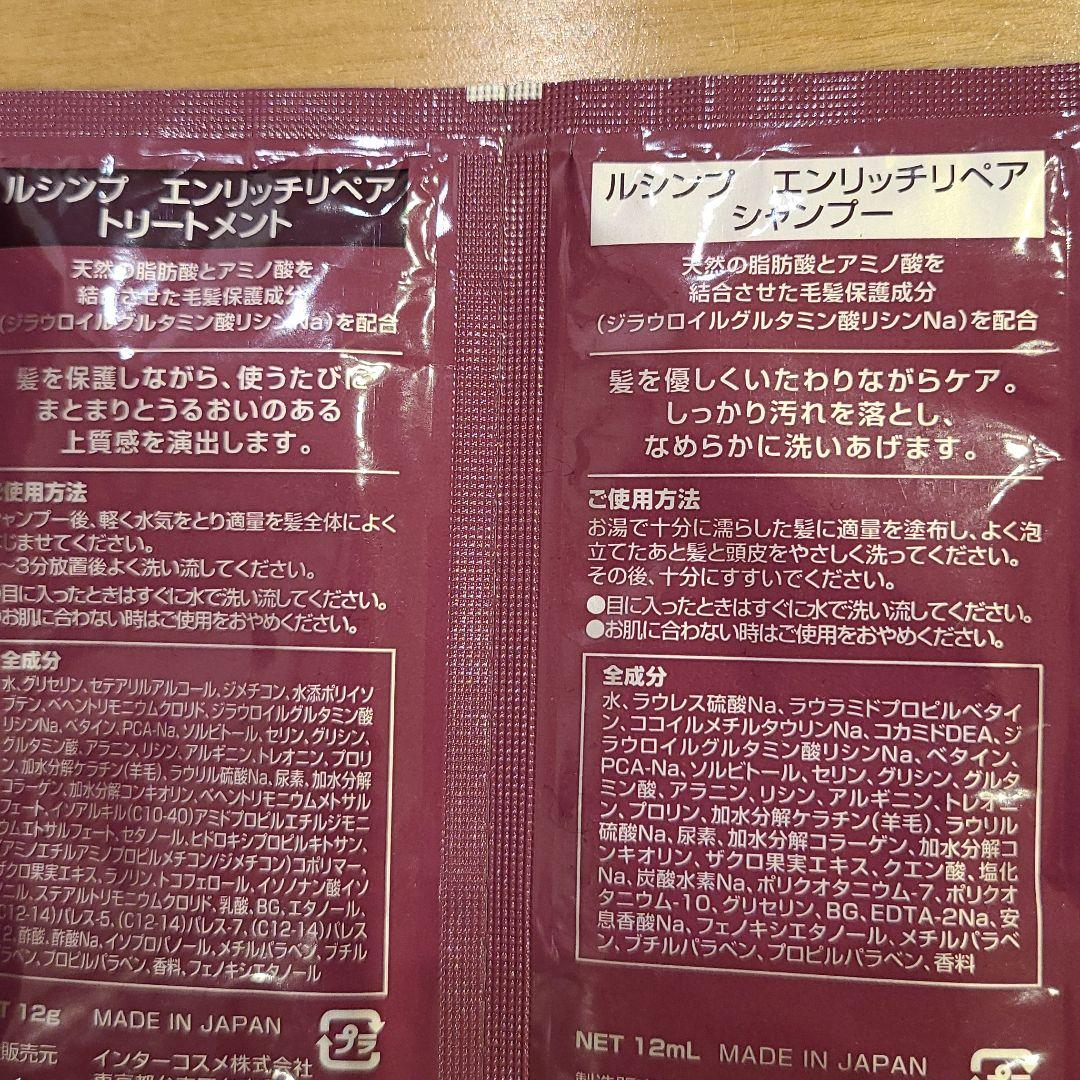 ルシンプ エンリッチリペア
トリートメント
天然の脂肪酸とアミノ酸を
結合させた毛髪保護成分
(ジラウロイルグルタミン酸リシンNa)を配合
髪を保護しながら、使うたびに
まとまりとうるおいのある
上質感を演出します。
ご使用方法
シャンプー後、軽く水気をとり適量を髪全体によく
じませてください。
~3分放置後よく洗い流してください。
目に入ったときはすぐに水で洗い流してください。
お肌に合わない時はご使用をおやめください。
全成分
水、グリセリン、セテアリルアルコール、ジメチコン、水添ポリイソ
ブテン、ベヘントリモニウムクロリド、ジラウロイルグルタミン酸
リシンNa、ベタイン、PCA-Na、ソルビトール、セリン、グリシン、
グルタミン酸、アラニン、リシン、アルギニン、トレオニン、プロリ
ン、加水分解ケラチン(羊毛)、ラウリル硫酸Na、尿素、加水分解
コラーゲン、加水分解コンキオリン、ベヘントリモニウムメトサル
フェート、イソアルキル(C10-40)アミドプロピルエチルジモニ
ウムエトサルフェート、セタノール、ヒドロキシプロピルキトサン、
(アミノエチルアミノプロピルメチコン/ジメチコン)コポリマー、
ザクロ果実エキス、ラノリン、トコフェロール、イソノナン酸イソ
ール、ステアルトリモニウムクロリド、乳酸、BG、エタノール、
(C12-14)パレス-5、(C12-14)パレス-7、(C12-14)パレス
12、酢酸、酢酸Na、イソプロパノール、メチルパラベン、ブチル
ラベン、プロピルパラベン、香料、フェノキシエタノール
T 12g MADE IN JAPAN
プラ
販売元 インターコスメ株式会社
ルシンプ エンリッチリペア
シャンプー
天然の脂肪酸とアミノ酸を
結合させた毛髪保護成分
(ジラウロイルグルタミン酸リシンNa)を配合
髪を優しくいたわりながらケア。
しっかり汚れを落とし、
なめらかに洗いあげます。
ご使用方法
お湯で十分に濡らした髪に適量を塗布し、よく泡
立てたあと髪と頭皮をやさしく洗ってください。
その後、十分にすすいでください。
●目に入ったときはすぐに水で洗い流してください。
●お肌に合わない時はご使用をおやめください。
全成分
水、ラウレス硫酸Na、ラウラミドプロピルベタイ
ン、ココイルメチルタウリンNa、コカミドDEA、ジ
ラウロイルグルタミン酸リシンNa、ベタイン、
PCA-Na、ソルビトール、セリン、グリシン、グルタ
ミン酸、アラニン、リシン、アルギニン、トレオニ
ン、プロリン、加水分解ケラチン(羊毛)、ラウリル
硫酸Na、尿素、加水分解コラーゲン、加水分解コ
ンキオリン、ザクロ果実エキス、クエン酸、塩化
Na、炭酸水素Na、ポリクオタニウム-7、ポリクオ
タニウム-10、グリセリン、BG、EDTA-2Na、安
息香酸Na、フェノキシエタノール、メチルパラベ
ン、ブチルパラベン、プロピルパラベン、香料
NET 12mL MADE IN JAPAN